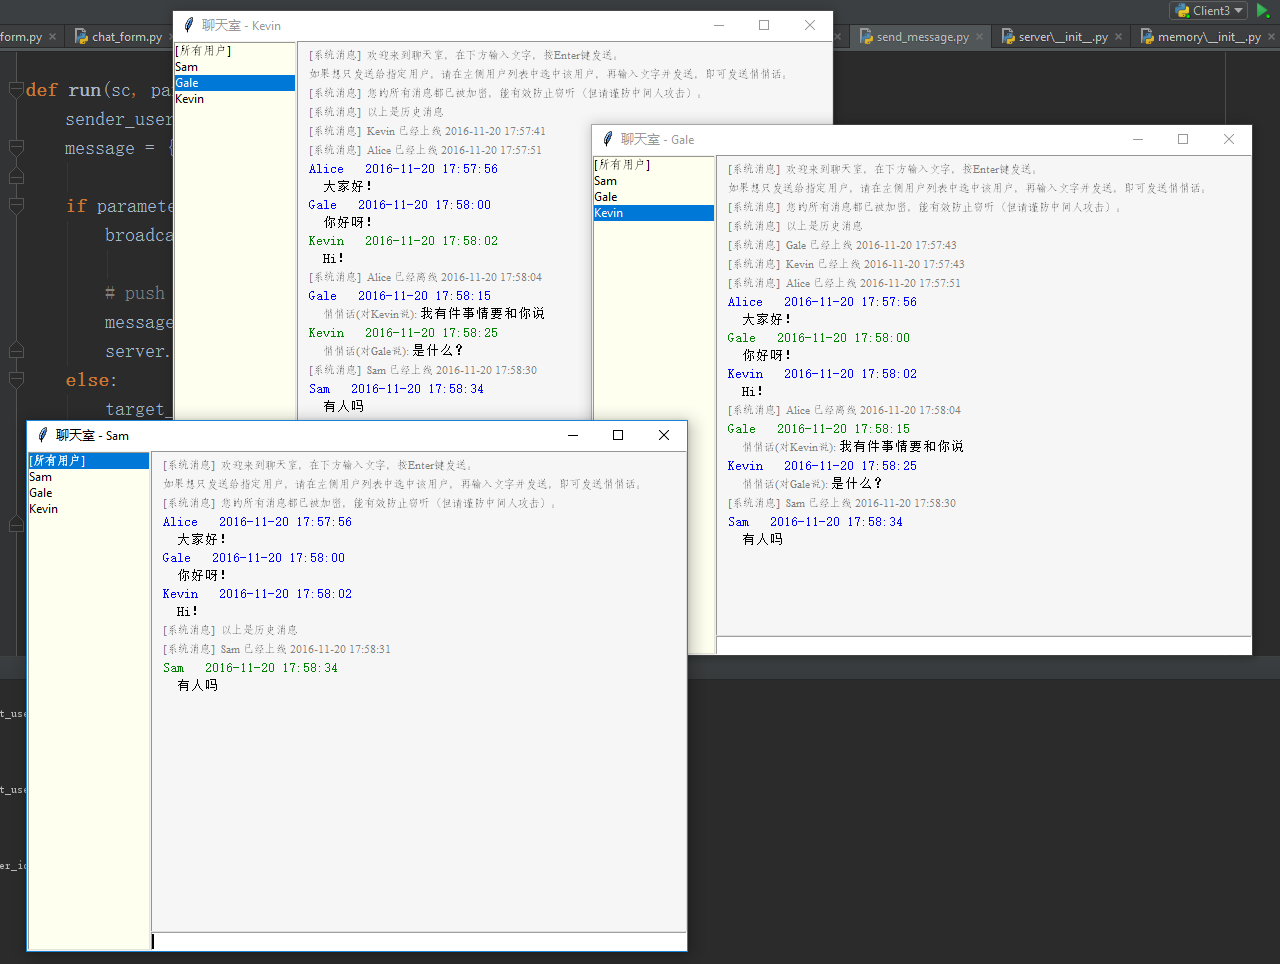 Client3
form.py
chat_form.py
send_message.py
server\__init__.py
memory\__init__.py
def run(sc, pa
sender_user
message = {
if paramete
broadca
# push
message
server.
else:
target_
t_use
t_use
er_id
聊天室 - Kevin
[所有用户]
Sam
Gale
Kevin
[系统消息] 欢迎来到聊天室，在下方输入文字，按Enter键发送。
如果想只发送给指定用户，请在左侧用户列表中选中该用户，再输入文字并发送，即可发送悄悄话。
[系统消息] 您的所有消息都已被加密，能有效防止窃听（但请谨防中间人攻击）。
[系统消息] 以上是历史消息
[系统消息] Kevin 已经上线 2016-11-20 17:57:41
[系统消息] Alice 已经上线 2016-11-20 17:57:51
Alice 2016-11-20 17:57:56
大家好！
Gale 2016-11-20 17:58:00
你好呀！
Kevin 2016-11-20 17:58:02
Hi！
[系统消息] Alice 已经离线 2016-11-20 17:58:04
Gale 2016-11-20 17:58:15
悄悄话(对Kevin说): 我有件事情要和你说
Kevin 2016-11-20 17:58:25
悄悄话(对Gale说): 是什么？
[系统消息] Sam 已经上线 2016-11-20 17:58:30
Sam 2016-11-20 17:58:34
有人吗
聊天室 - Gale
[所有用户]
Sam
Gale
Kevin
[系统消息] 欢迎来到聊天室，在下方输入文字，按Enter键发送。
如果想只发送给指定用户，请在左侧用户列表中选中该用户，再输入文字并发送，即可发送悄悄话。
[系统消息] 您的所有消息都已被加密，能有效防止窃听（但请谨防中间人攻击）。
[系统消息] 以上是历史消息
[系统消息] Gale 已经上线 2016-11-20 17:57:43
[系统消息] Kevin 已经上线 2016-11-20 17:57:43
[系统消息] Alice 已经上线 2016-11-20 17:57:51
Alice 2016-11-20 17:57:56
大家好！
Gale 2016-11-20 17:58:00
你好呀！
Kevin 2016-11-20 17:58:02
Hi！
[系统消息] Alice 已经离线 2016-11-20 17:58:04
Gale 2016-11-20 17:58:15
悄悄话(对Kevin说): 我有件事情要和你说
Kevin 2016-11-20 17:58:25
悄悄话(对Gale说): 是什么？
[系统消息] Sam 已经上线 2016-11-20 17:58:30
Sam 2016-11-20 17:58:34
有人吗
聊天室 - Sam
[所有用户]
Sam
Gale
Kevin
[系统消息] 欢迎来到聊天室，在下方输入文字，按Enter键发送。
如果想只发送给指定用户，请在左侧用户列表中选中该用户，再输入文字并发送，即可发送悄悄话。
[系统消息] 您的所有消息都已被加密，能有效防止窃听（但请谨防中间人攻击）。
Alice 2016-11-20 17:57:56
大家好！
Gale 2016-11-20 17:58:00
你好呀！
Kevin 2016-11-20 17:58:02
Hi！
[系统消息] 以上是历史消息
[系统消息] Sam 已经上线 2016-11-20 17:58:31
Sam 2016-11-20 17:58:34
有人吗